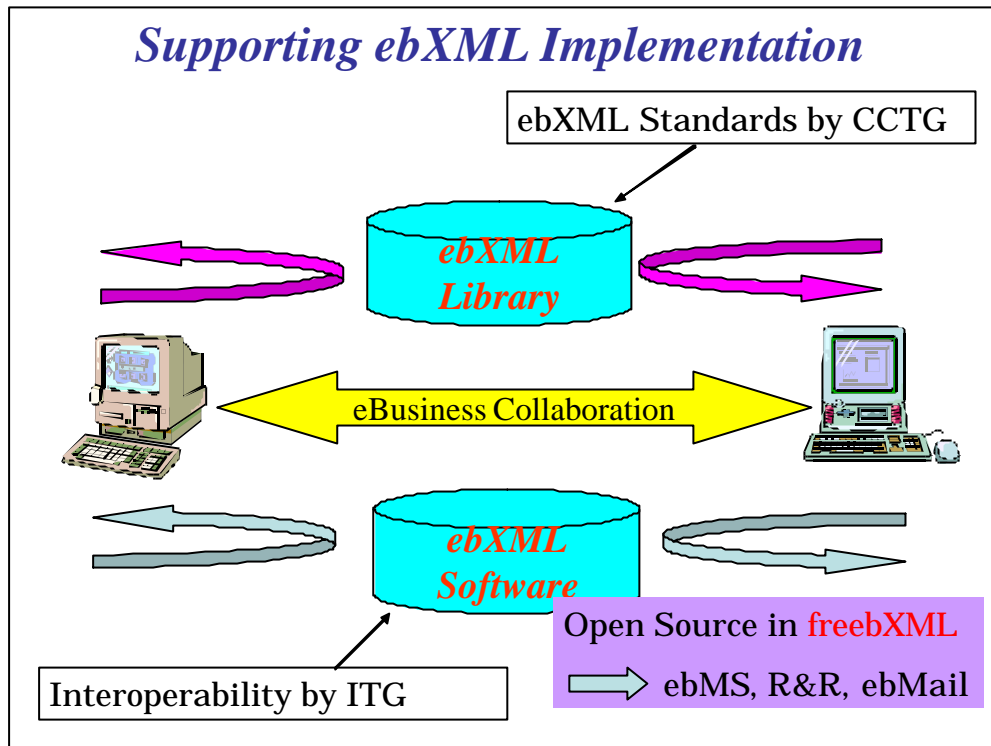 Supporting ebXML Implementation
ebXML Standards by CCTG
ebXML
Library
eBusiness Collaboration
ebXML
Software
Open Source in freebXML
ebMS, R&R, ebMail
Interoperability by ITG